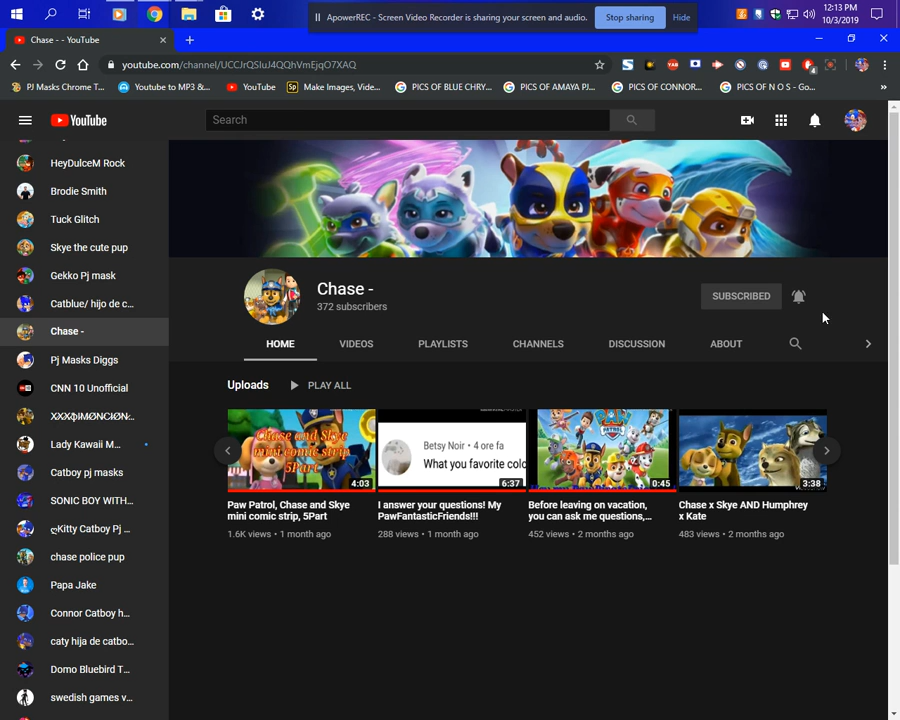 ApowerREC - Screen Video Recorder is sharing your screen and audio.
Stop sharing
Hide
12:13 PM
10/3/2019
Chase - - YouTube
youtube.com/channel/UCCJrQSIuJ4QQhVmEjqO7XAQ
4
PJ Masks Chrome T...
Youtube to MP3 &...
YouTube
Make Images, Vide...
PICS OF BLUE CHRY...
PICS OF AMAYA PJ...
PICS OF CONNOR...
PICS OF N O S - Go...
YouTube
Search
HeyDulceM Rock
Brodie Smith
Tuck Glitch
Skye the cute pup
Gekko Pj mask
Catblue/ hijo de c...
Chase -
Pj Masks Diggs
CNN 10 Unofficial
Lady Kawaii M...
Catboy pj masks
SONIC BOY WITH...
ღKitty Catboy Pj ...
chase police pup
Papa Jake
Connor Catboy h...
caty hija de catbo...
Domo Bluebird T...
swedish games v...
Chase -
372 subscribers
SUBSCRIBED
HOME
VIDEOS
PLAYLISTS
CHANNELS
DISCUSSION
ABOUT
Uploads
PLAY ALL
Chase and Skye
mini comic strip
5Part
4:03
Paw Patrol, Chase and Skye
mini comic strip, 5Part
1.6K views • 1 month ago
Betsy Noir • 4 ore fa
What you favorite colo
6:37
I answer your questions! My
PawFantasticFriends!!!
288 views • 1 month ago
PAW PATROL
0:45
Before leaving on vacation,
you can ask me questions,...
452 views • 2 months ago
3:38
Chase x Skye AND Humphrey
x Kate
483 views • 2 months ago